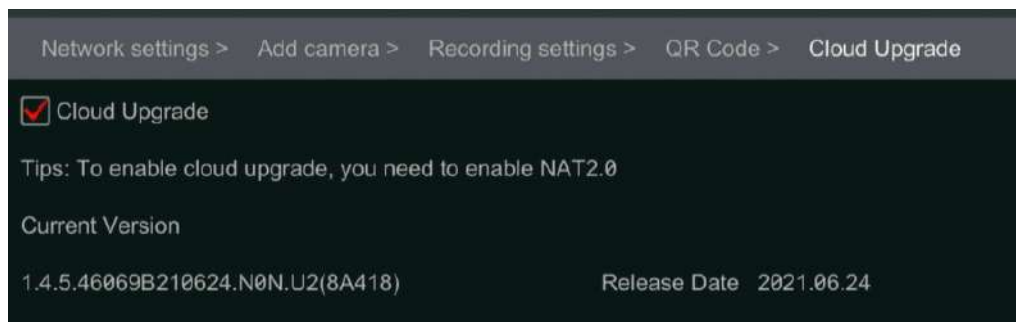 Network settings > Add camera > Recording settings > QR Code > Cloud Upgrade
Cloud Upgrade
Tips: To enable cloud upgrade, you need to enable NAT2.0
Current Version
1.4.5.46069B210624.N0N.U2(8A418) Release Date 2021.06.24